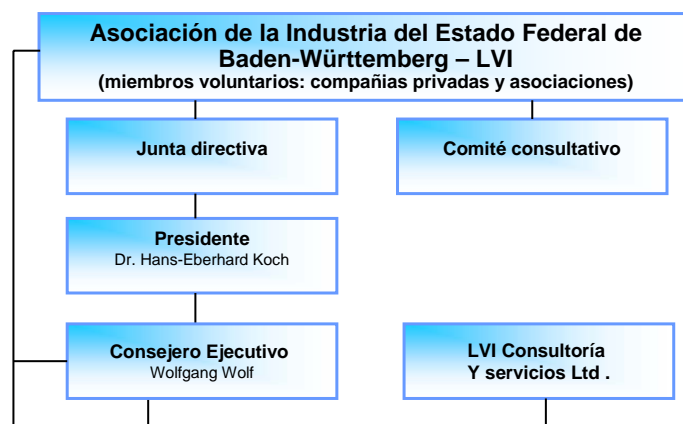 Asociación de la Industria del Estado Federal de
Baden-Württemberg – LVI
(miembros voluntarios: compañias privadas y asociaciones)
Junta directiva
Comité consultativo
Presidente
Dr. Hans-Eberhard Koch
Consejero Ejecutivo
Wolfgang Wolf
LVI Consultoría
Y servicios Ltd .